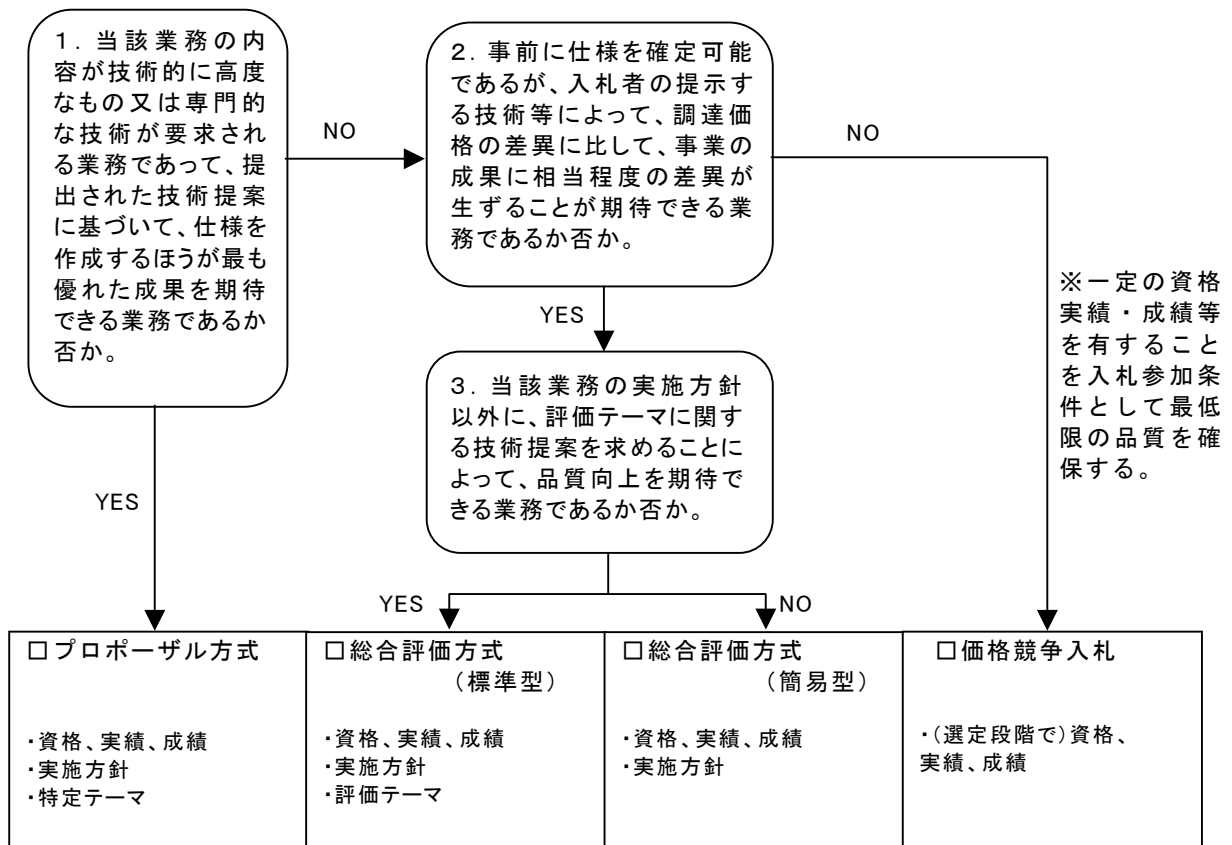 1. 当該業務の内
容が技術的に高度
なもの又は専門的
な技術が要求され
る業務であって、提
出された技術提案
に基づいて、仕様を
作成するほうが最も
優れた成果を期待
できる業務であるか
否か。
NO
2. 事前に仕様を確定可能
であるが、入札者の提示す
る技術等によって、調達価
格の差異に比して、事業の
成果に相当程度の差異が
生ずることが期待できる業
務であるか否か。
NO
YES
※一定の資格
実績・成績等
を有すること
を入札参加条
件として最低
限の品質を確
保する。
3. 当該業務の実施方針
以外に、評価テーマに関す
る技術提案を求めることに
よって、品質向上を期待で
きる業務であるか否か。
YES
YES
NO
□プロポーザル方式
・資格、実績、成績
・実施方針
・特定テーマ
□総合評価方式
(標準型)
・資格、実績、成績
・実施方針
・評価テーマ
□総合評価方式
(簡易型)
・資格、実績、成績
・実施方針
□価格競争入札
・(選定段階で)資格、
実績、成績